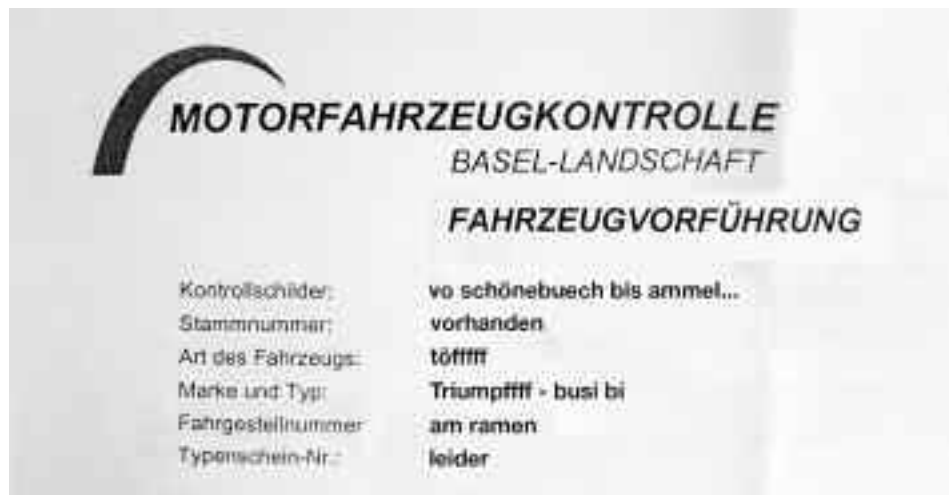 MOTORFAHRZEUGKONTROLLE
BASEL-LANDSCHAFT
FAHRZEUGVORFÜHRUNG
Kontrollschilder: vo schönebuech bis ammel...
Stammnummer: vorhanden
Art des Fahrzeugs: töfffff
Marke und Typ: Triumpffff - busi bi
Fahrgestellnummer am ramen
Typenschein-Nr.: leider